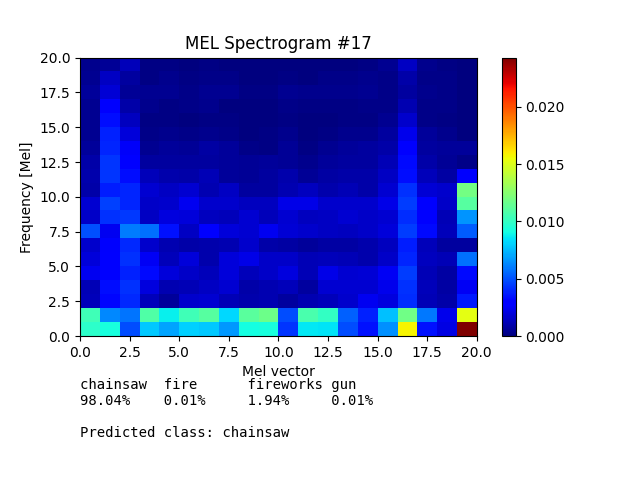 MEL Spectrogram #17
20.0
17.5
15.0
12.5
10.0
7.5
5.0
2.5
0.0
Frequency [Mel]
0.0 2.5 5.0 7.5 10.0 12.5 15.0 17.5 20.0
Mel vector
0.020
0.015
0.010
0.005
0.000
chainsaw fire fireworks gun
98.04% 0.01% 1.94% 0.01%
Predicted class: chainsaw